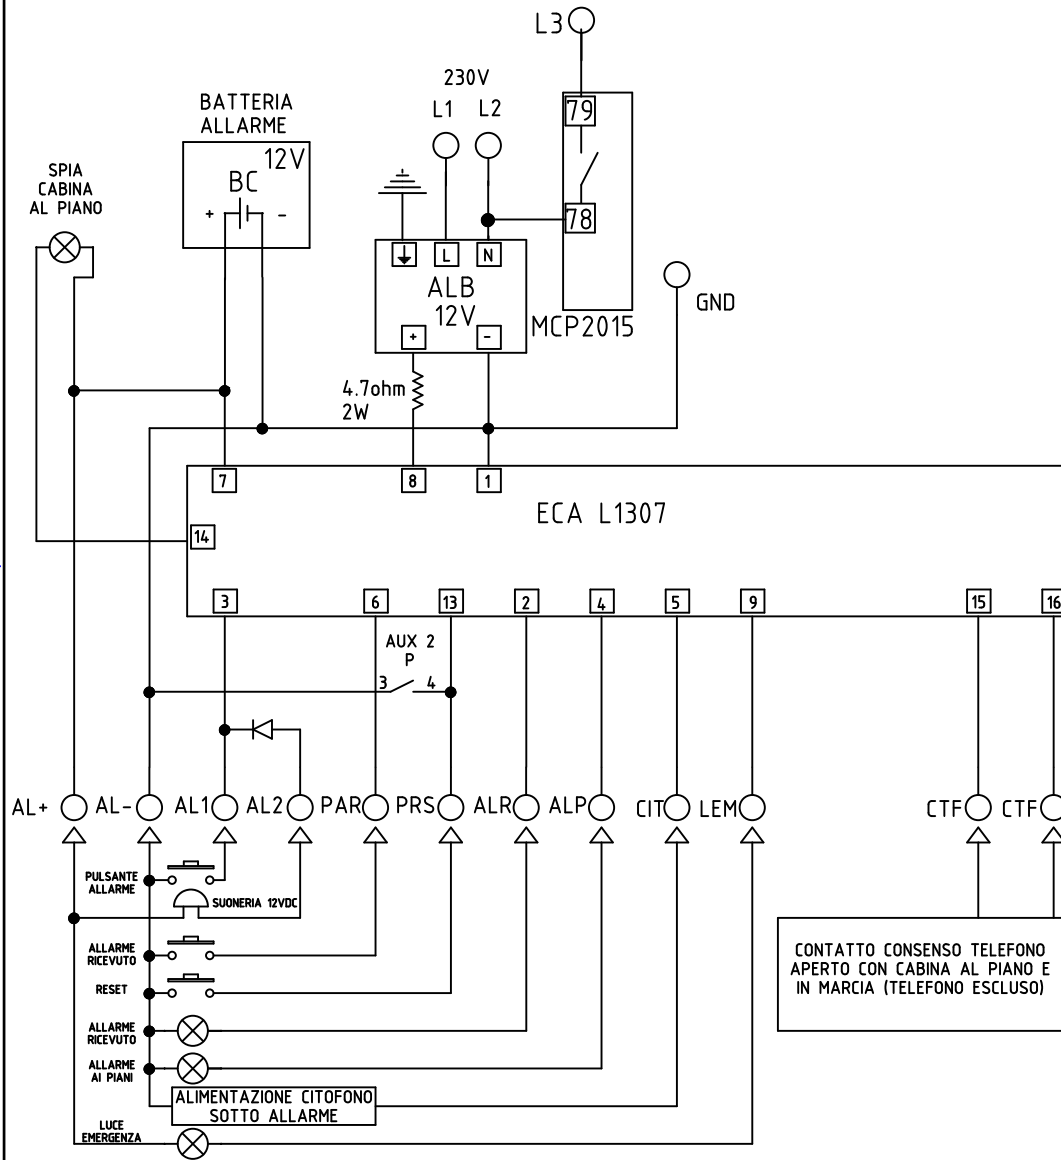 L3
230V
L1 L2
79
BATTERIA
ALLARME
12V
BC
+ -
SPIA
CABINA
AL PIANO
78
L N
ALB
12V
+ -
MCP2015
GND
4.7ohm
2W
7 8 1
ECA L1307
14
3 6 13 2 4 5 9 15 16
AUX 2
P
3 4
AL+ AL- AL1 AL2 PAR PRS ALR ALP CIT LEM CTF CTF
PULSANTE
ALLARME
SUONERIA 12VDC
ALLARME
RICEVUTO
RESET
ALLARME
RICEVUTO
ALLARME
AI PIANI
ALIMENTAZIONE CITOFONO
SOTTO ALLARME
LUCE
EMERGENZA
CONTATTO CONSENSO TELEFONO
APERTO CON CABINA AL PIANO E
IN MARCIA (TELEFONO ESCLUSO)